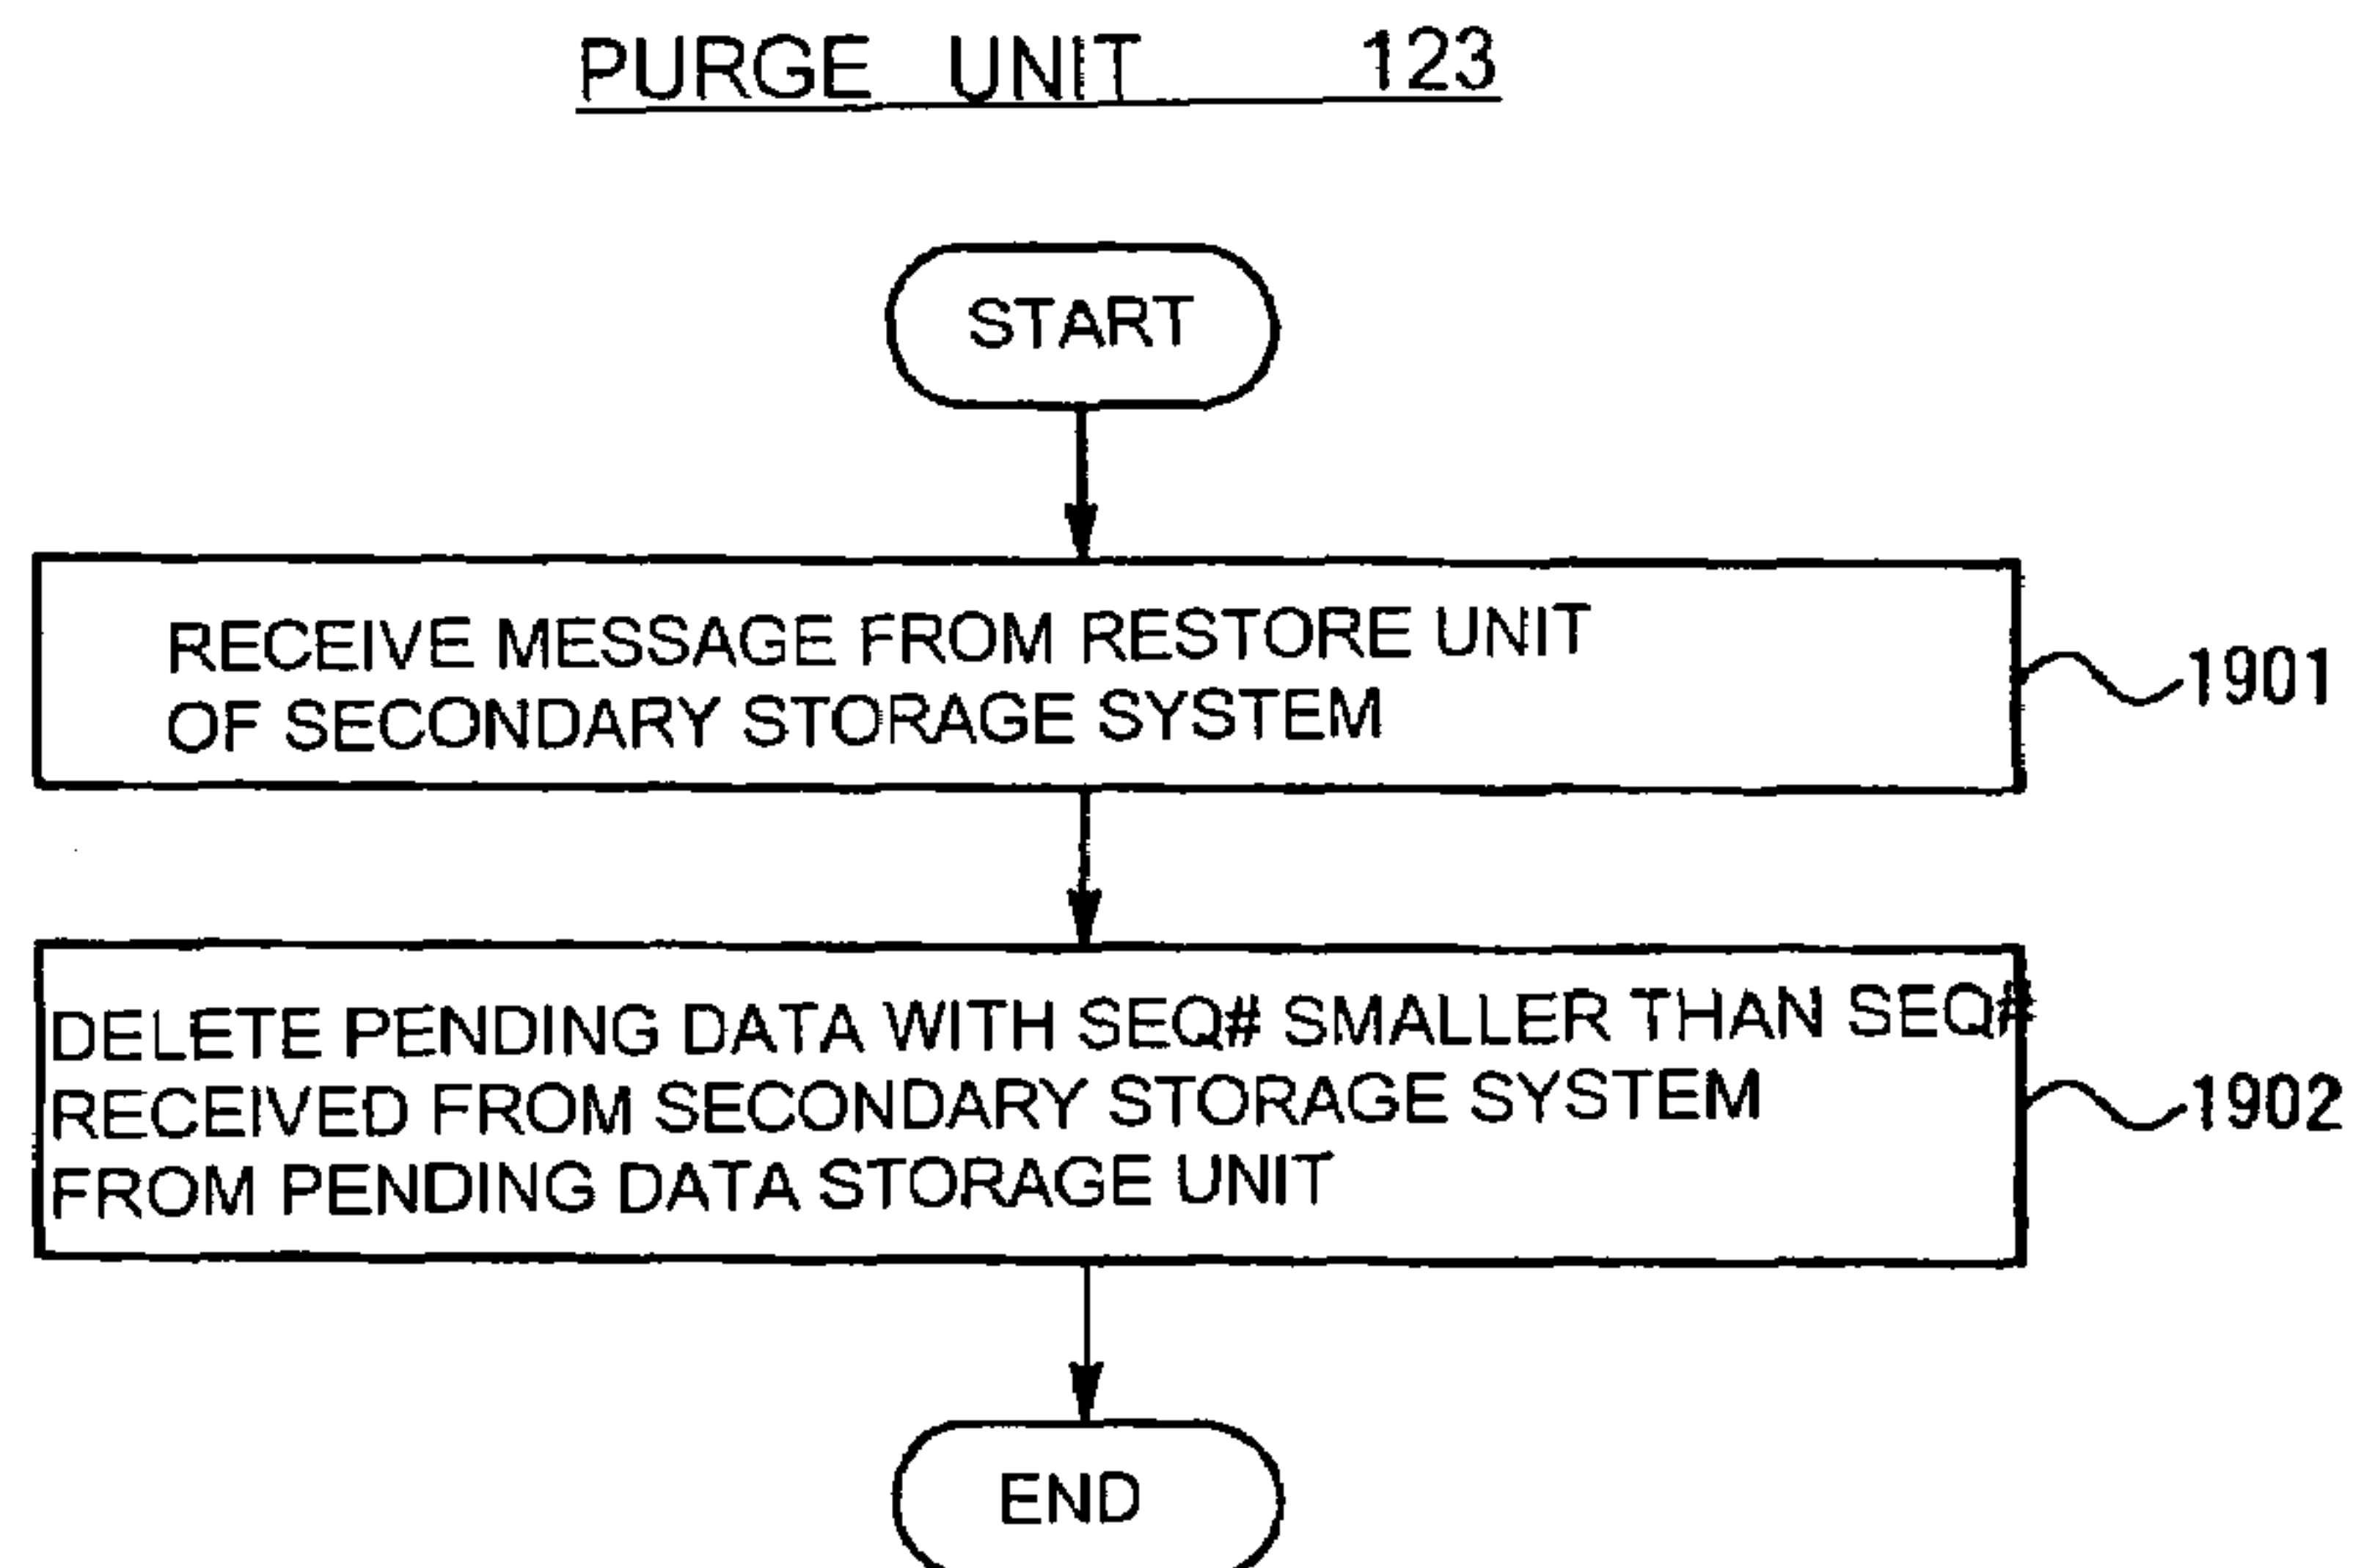 PURGE UNIT 123
START
RECEIVE MESSAGE FROM RESTORE UNIT
OF SECONDARY STORAGE SYSTEM
1901
DELETE PENDING DATA WITH SEQ# SMALLER THAN SEQ#
RECEIVED FROM SECONDARY STORAGE SYSTEM
FROM PENDING DATA STORAGE UNIT
1902
END